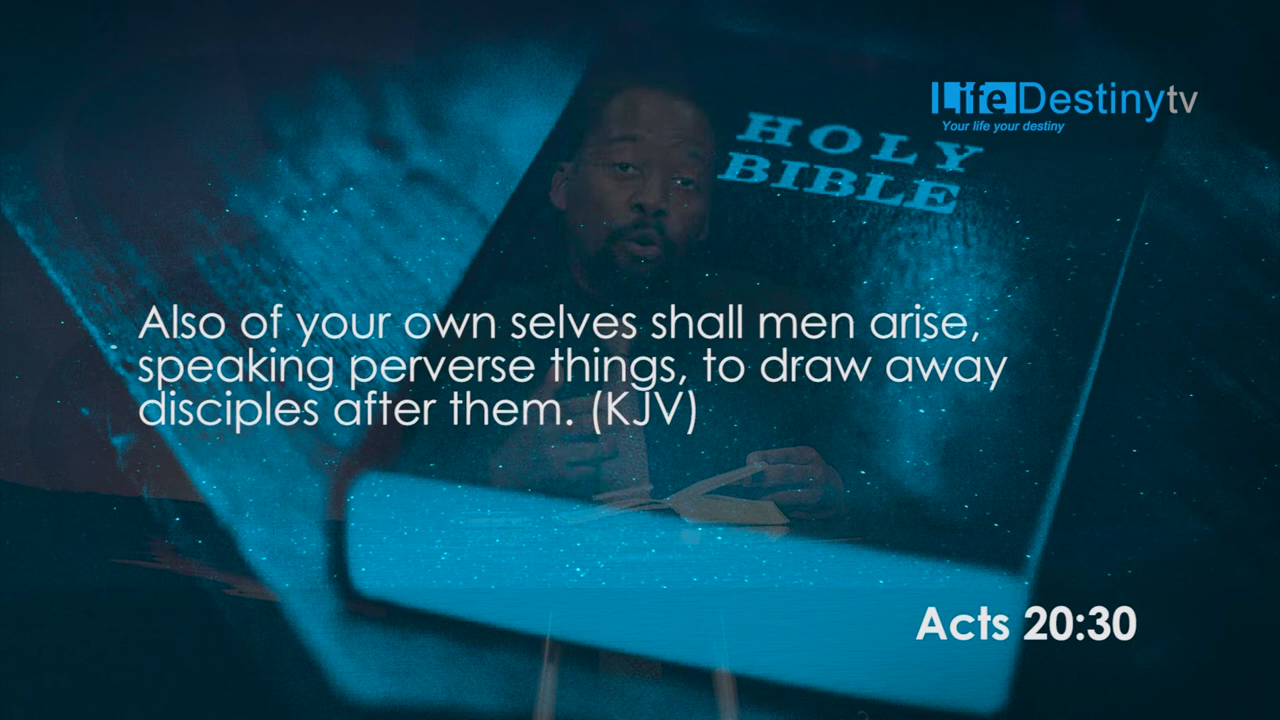 LifeDestinytv
Your life your destiny
HOLY
BIBLE
Also of your own selves shall men arise,
speaking perverse things, to draw away
disciples after them. (KJV)
Acts 20:30